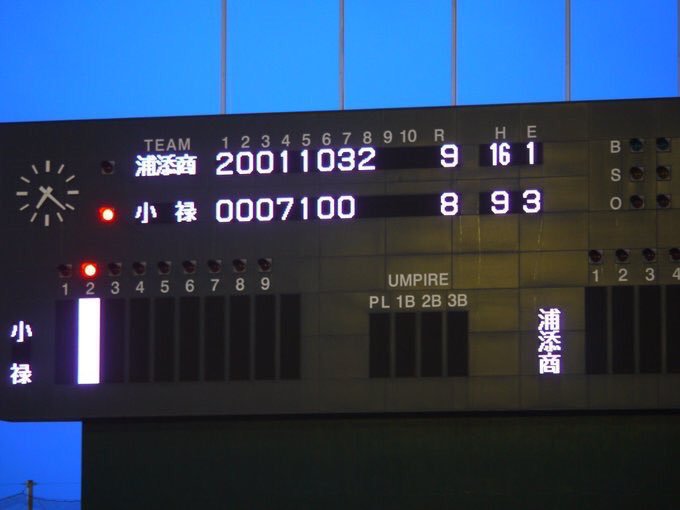 TEAM 1 2 3 4 5 6 7 8 9 10 R H E
浦添商 20011032 9 16 1 B
S
小禄 0007100 8 9 3 O
1 2 3 4 5 6 7 8 9 UMPIRE 1 2 3 4
PL 1B 2B 3B
小禄 浦添商